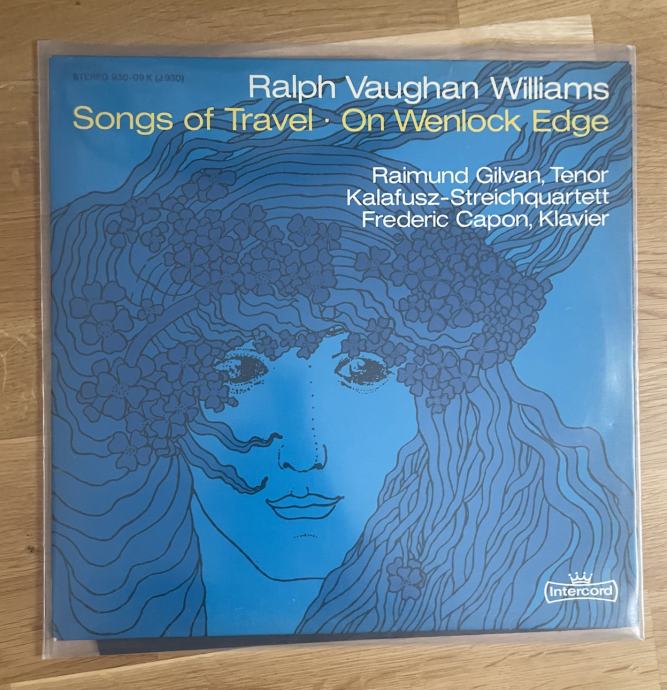 STEREO 930-09 K (J 930)
Ralph Vaughan Williams
Songs of Travel · On Wenlock Edge
Raimund Gilvan, Tenor
Kalafusz-Streichquartett
Frederic Capon, Klavier
Intercord